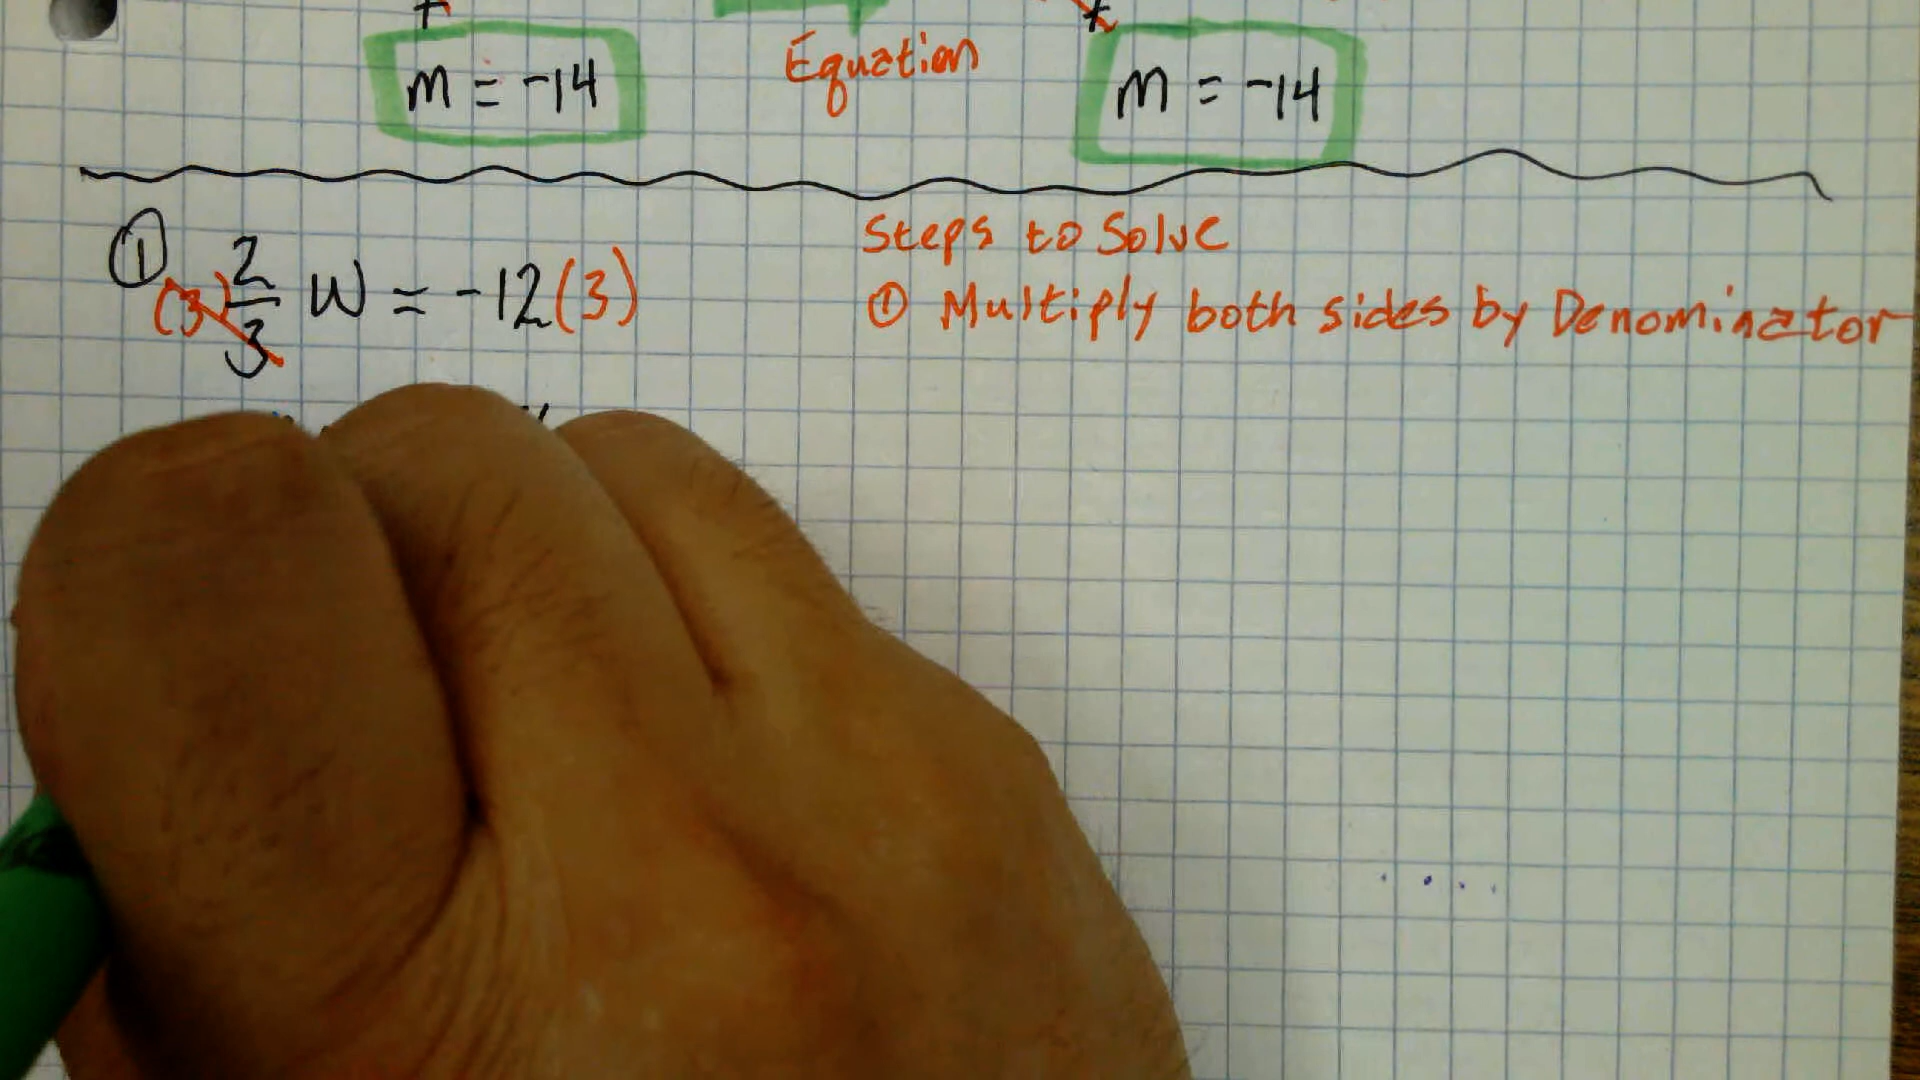 m = -14
Equation
m = -14
① (3) 2/3 W = -12(3)
Steps to Solve
① Multiply both sides by Denominator